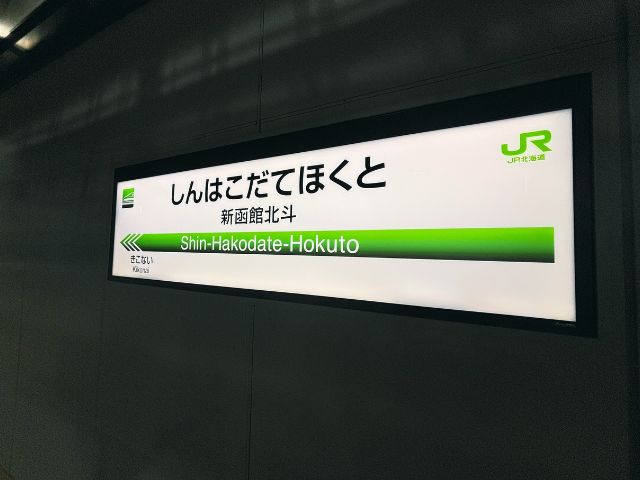 しんはこだてほくと
JR
JR北海道
新函館北斗
Shin-Hakodate-Hokuto
きこない
Kikonai